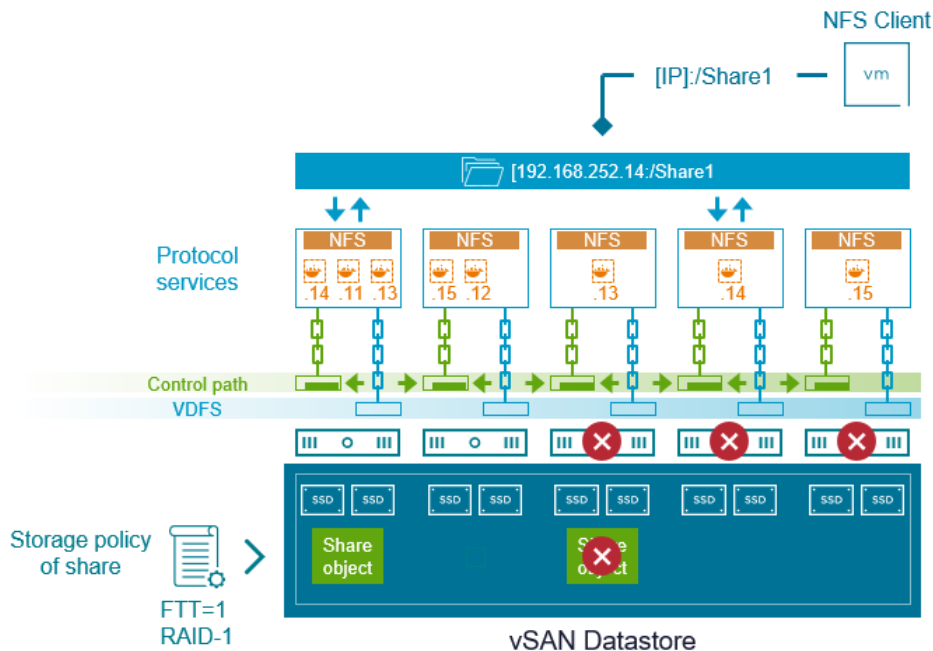 NFS Client
[IP]:/Share1
vm
[192.168.252.14:/Share1
Protocol
services
NFS
NFS
NFS
NFS
NFS
.14 .11 .13
.15 .12
.13
.14
.15
Control path
VDFS
SSD SSD SSD SSD SSD SSD SSD SSD SSD SSD
Storage policy
of share
Share
object
Share
object
FTT=1
RAID-1
vSAN Datastore